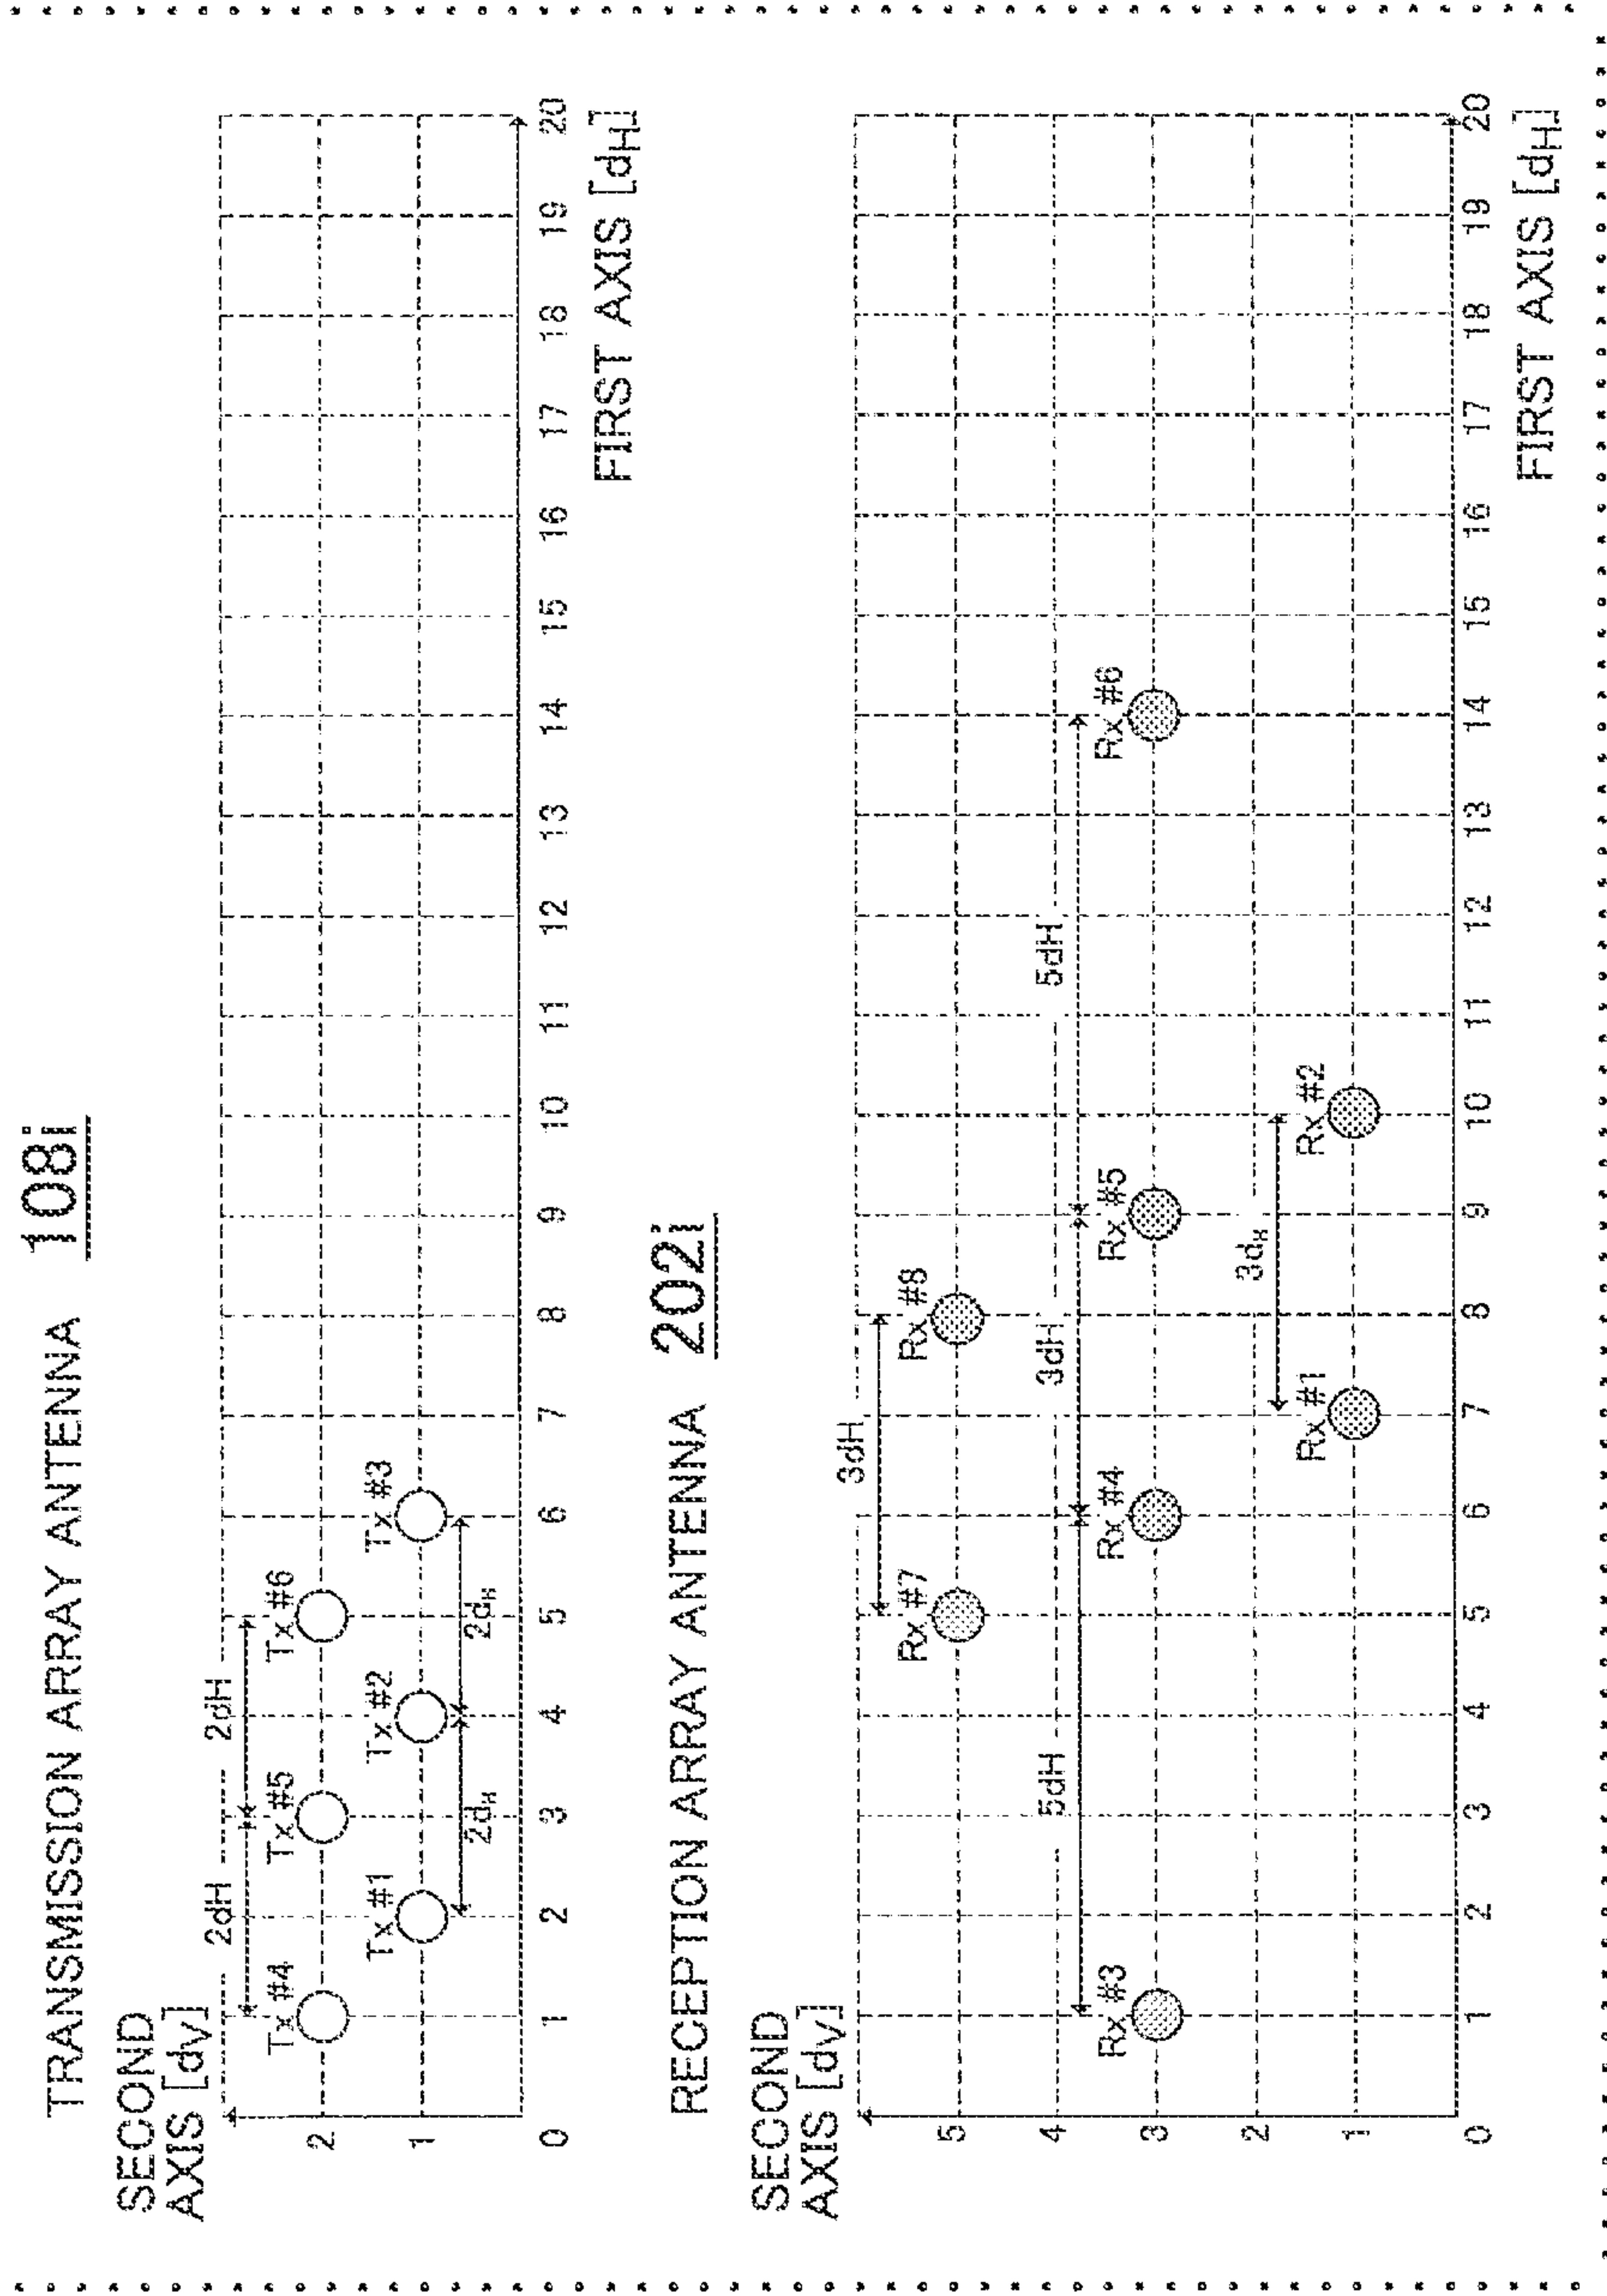 TRANSMISSION ARRAY ANTENNA 108i
SECOND
AXIS [dv]
2dH 2dH
Tx #4 Tx #5 Tx #6
2
Tx #1 Tx #2 Tx #3
1
2dH 2dH
0 1 2 3 4 5 6 7 8 9 10 11 12 13 14 15 16 17 18 19 20
FIRST AXIS [dH]
RECEPTION ARRAY ANTENNA 202i
SECOND
AXIS [dv]
3dH
Rx #7 Rx #8
5
5dH 3dH 5dH
4
Rx #3 Rx #4 Rx #5 Rx #6
3
3dH
2
Rx #1 Rx #2
1
0 1 2 3 4 5 6 7 8 9 10 11 12 13 14 15 16 17 18 19 20
FIRST AXIS [dH]